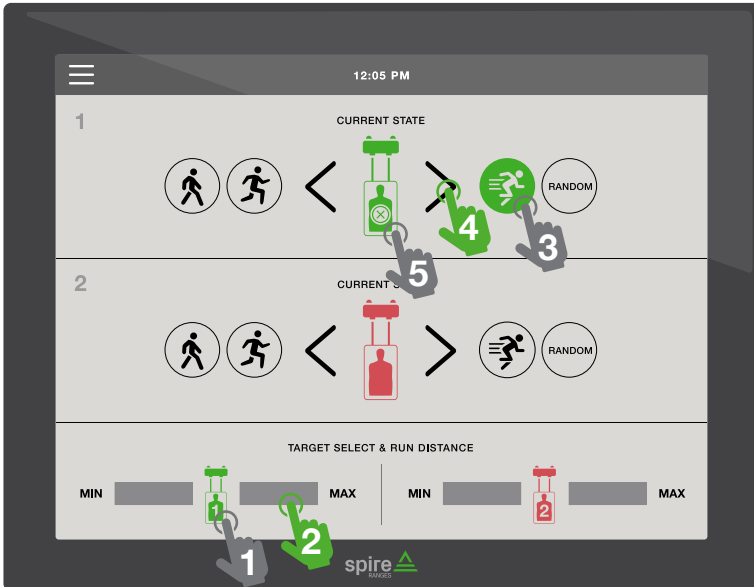 12:05 PM
1
CURRENT STATE
RANDOM
4
3
5
2
CURRENT S
RANDOM
TARGET SELECT & RUN DISTANCE
MIN
1
MAX
MIN
2
MAX
1
2
spire
RANGES